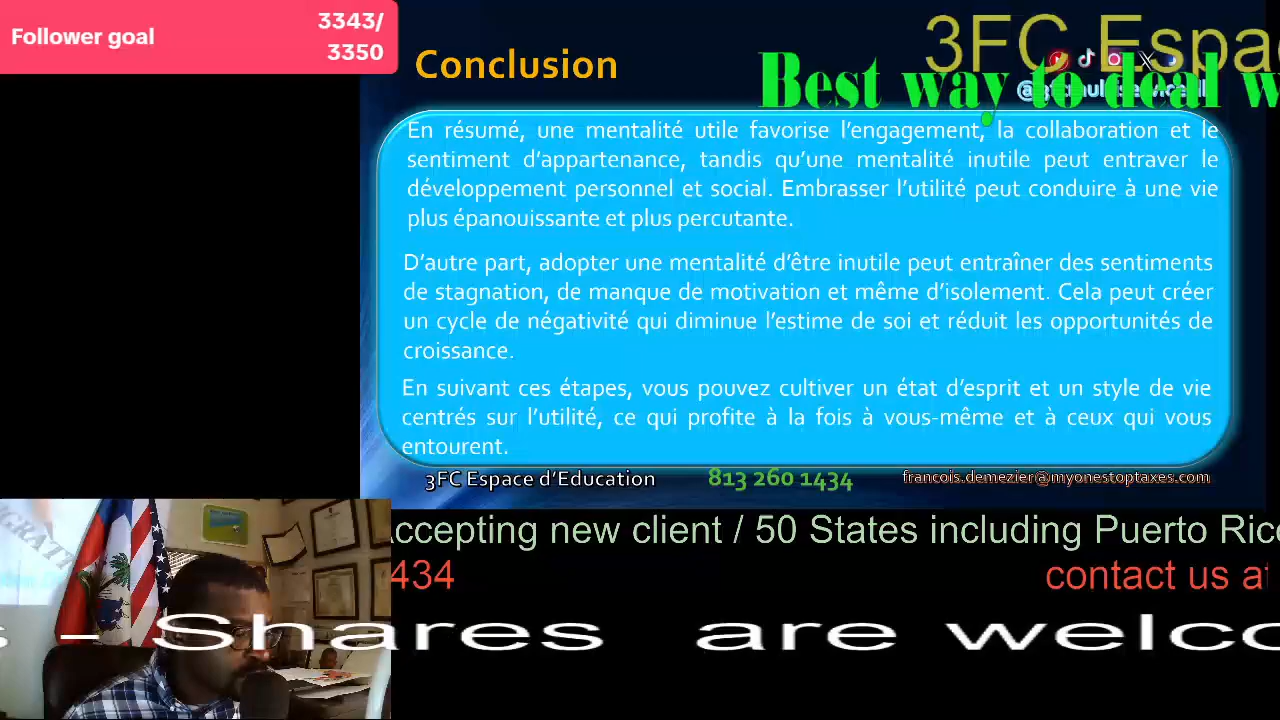 Follower goal
3343/
3350
3FC Espa
Conclusion
Best way to deal w
En résumé, une mentalité utile favorise l'engagement, la collaboration et le
sentiment d'appartenance, tandis qu'une mentalité inutile peut entraver le
développement personnel et social. Embrasser l'utilité peut conduire à une vie
plus épanouissante et plus percutante.
D'autre part, adopter une mentalité d'être inutile peut entraîner des sentiments
de stagnation, de manque de motivation et même d'isolement. Cela peut créer
un cycle de négativité qui diminue l'estime de soi et réduit les opportunités de
croissance.
En suivant ces étapes, vous pouvez cultiver un état d'esprit et un style de vie
centrés sur l'utilité, ce qui profite à la fois à vous-même et à ceux qui vous
entourent.
3FC Espace d'Education 813 260 1434 francois.demezier@myonestoptaxes.com
ccepting new client / 50 States including Puerto Ric
434 contact us at
s - Shares are welco